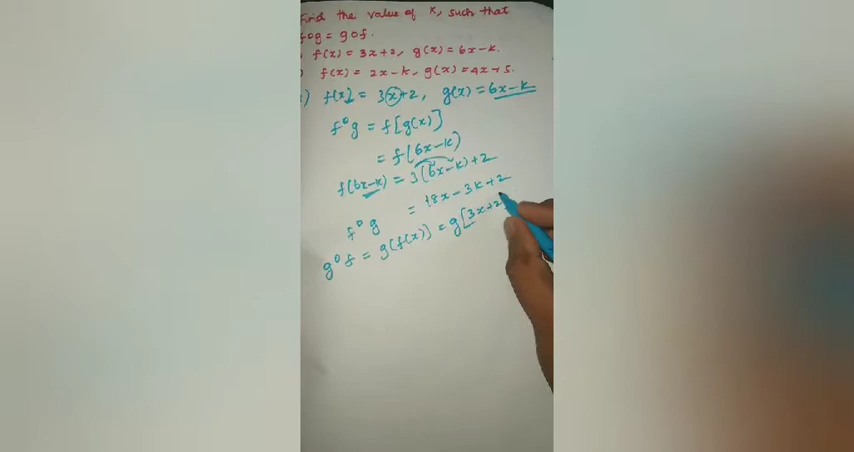 Find the value of K, such that
fog = gof.
) f(x) = 3x+2, g(x) = 6x-k.
) f(x) = 2x-k, g(x) = 4x+5.
) f(x) = 3x+2, g(x) = 6x-k
f o g = f[g(x)]
= f(6x-k)
f(6x-k) = 3(6x-k)+2
f o g = 18x-3k+2
g o f = g(f(x)) = g[3x+2